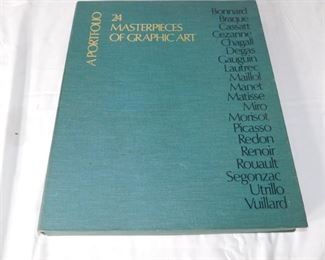 A PORTFOLIO
24
MASTERPIECES
OF GRAPHIC ART
Bonnard
Braque
Cassatt
Cezanne
Chagall
Degas
Gauguin
Lautrec
Maillol
Manet
Matisse
Miro
Morisot
Picasso
Redon
Renoir
Rouault
Segonzac
Utrillo
Vuillard